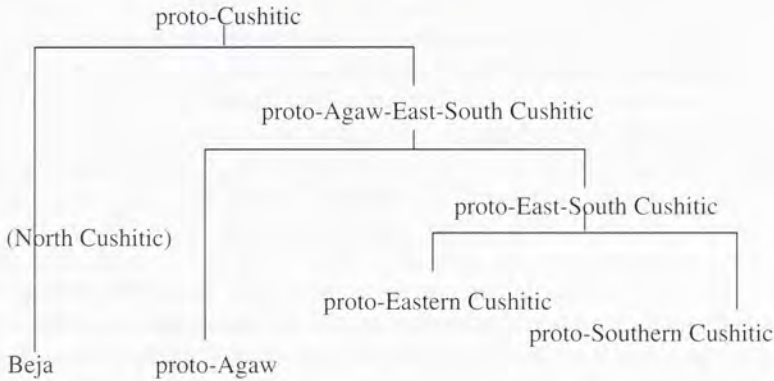 proto-Cushitic
proto-Agaw-East-South Cushitic
proto-East-South Cushitic
(North Cushitic)
proto-Eastern Cushitic
proto-Southern Cushitic
Beja
proto-Agaw